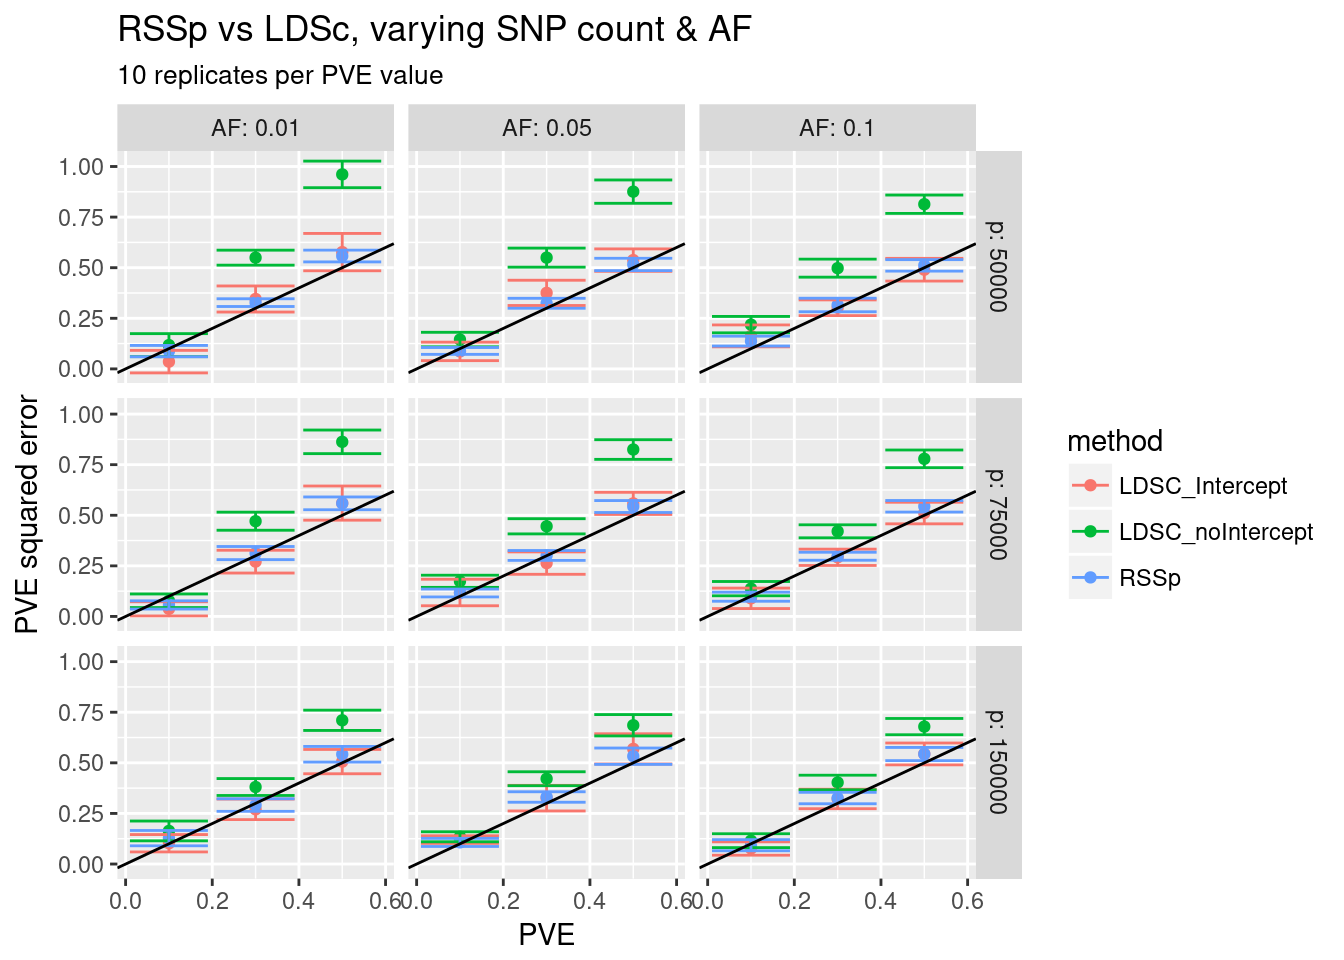 RSSp vs LDSc, varying SNP count & AF
10 replicates per PVE value
AF: 0.01
AF: 0.05
AF: 0.1
1.00
0.75
0.50
0.25
0.00
p: 50000
1.00
0.75
0.50
0.25
0.00
p: 75000
1.00
0.75
0.50
0.25
0.00
p: 150000
0.0 0.2 0.4 0.6
0.0 0.2 0.4 0.6
0.0 0.2 0.4 0.6
PVE
PVE squared error
method
LDSC_Intercept
LDSC_noIntercept
RSSp